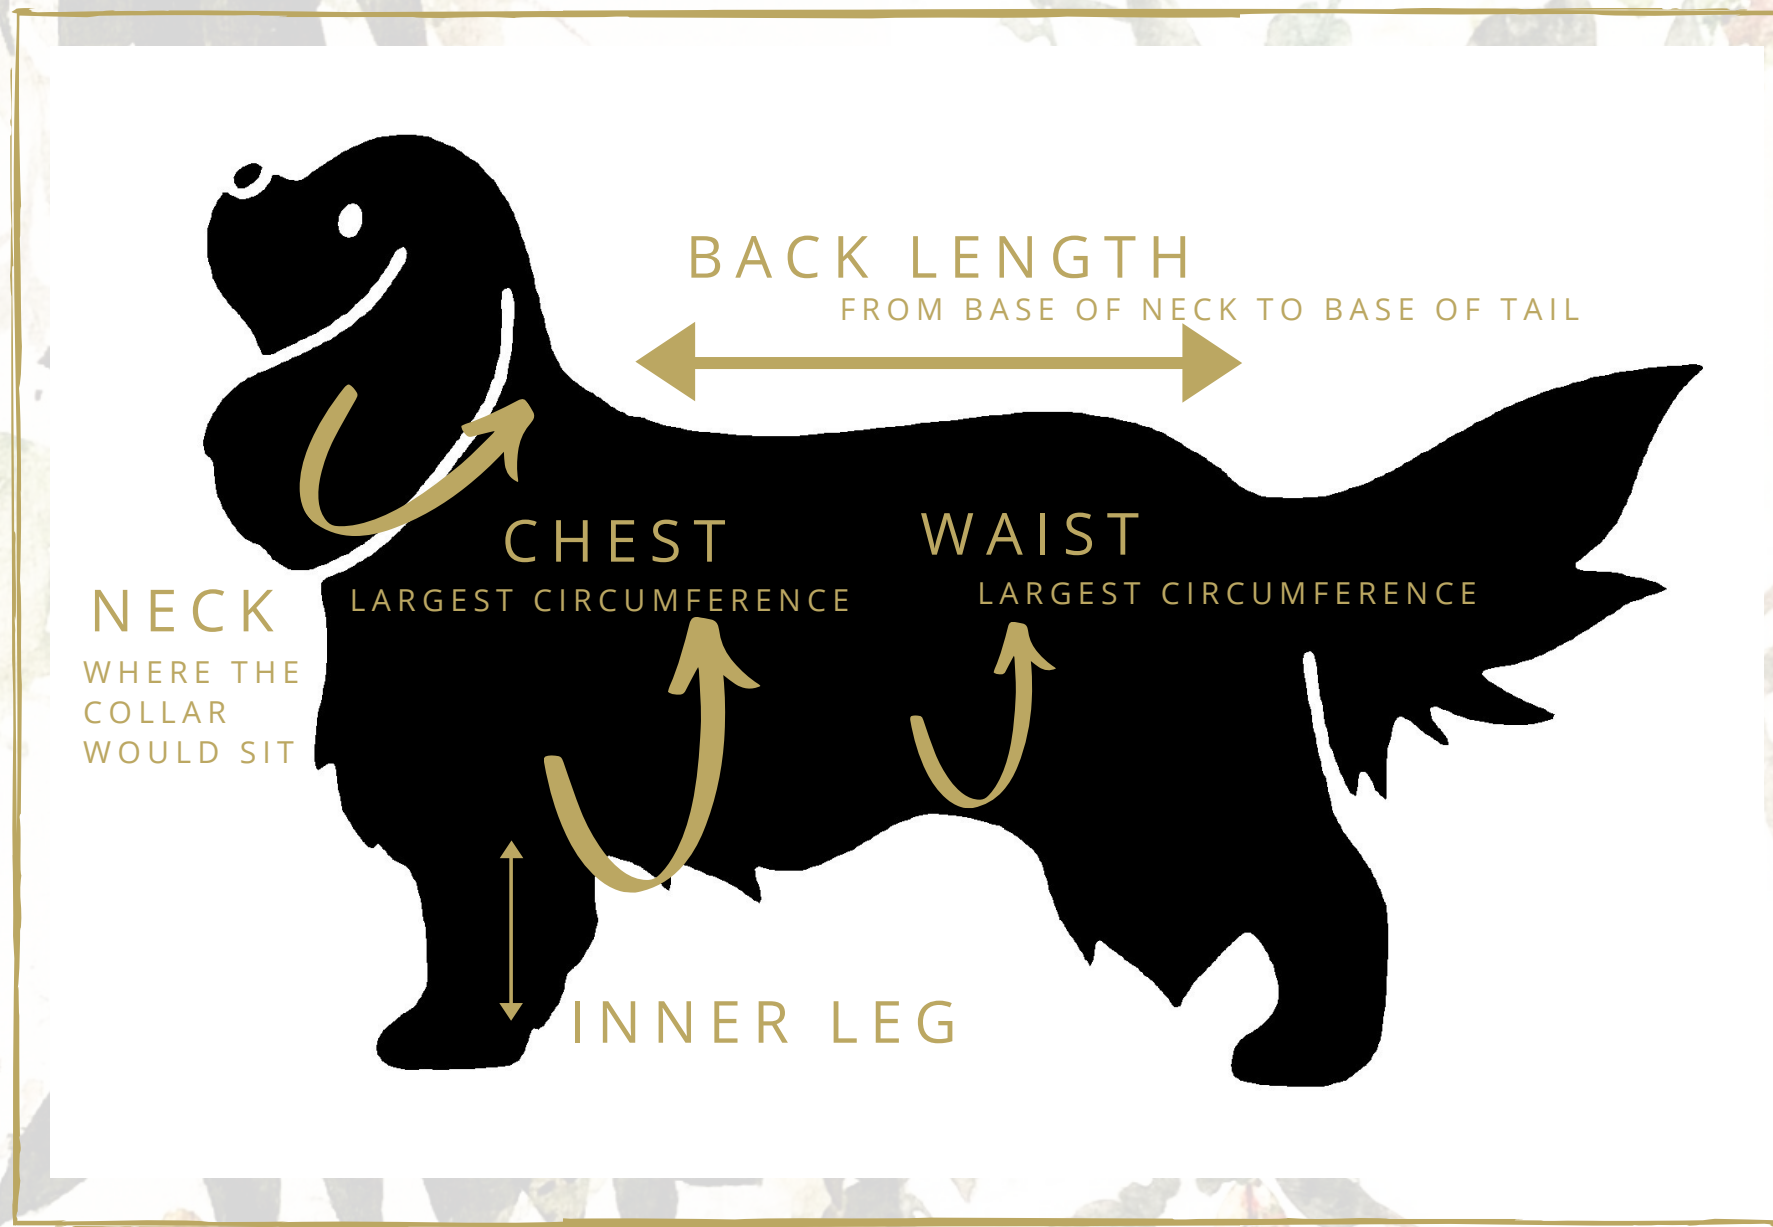 BACK LENGTH
FROM BASE OF NECK TO BASE OF TAIL
CHEST
LARGEST CIRCUMFERENCE
WAIST
LARGEST CIRCUMFERENCE
NECK
WHERE THE
COLLAR
WOULD SIT
INNER LEG